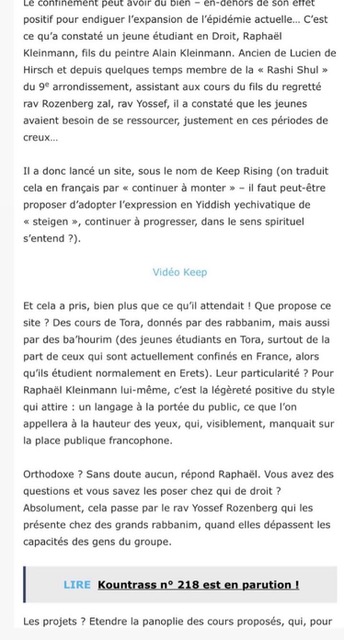 Le confinement peut avoir du bien – en-dehors de son effet
positif pour endiguer l'expansion de l'épidémie actuelle... C'est
ce qu'a constaté un jeune étudiant en Droit, Raphaël
Kleinmann, fils du peintre Alain Kleinmann. Ancien de Lucien de
Hirsch et depuis quelques temps membre de la « Rashi Shul »
du 9e arrondissement, assistant aux cours du fils du regretté
rav Rozenberg zal, rav Yossef, il a constaté que les jeunes
avaient besoin de se ressourcer, justement en ces périodes de
creux...
Il a donc lancé un site, sous le nom de Keep Rising (on traduit
cela en français par « continuer à monter » – il faut peut-être
proposer d'adopter l'expression en Yiddish yechivatique de
« steigen », continuer à progresser, dans le sens spirituel
s'entend ?).
Vidéo Keep
Et cela a pris, bien plus que ce qu'il attendait ! Que propose ce
site ? Des cours de Tora, donnés par des rabbanim, mais aussi
par des ba'hourim (des jeunes étudiants en Tora, surtout de la
part de ceux qui sont actuellement confinés en France, alors
qu'ils étudient normalement en Erets). Leur particularité ? Pour
Raphaël Kleinmann lui-même, c'est la légèreté positive du style
qui attire : un langage à la portée du public, ce que l'on
appellera à la hauteur des yeux, qui, visiblement, manquait sur
la place publique francophone.
Orthodoxe ? Sans doute aucun, répond Raphaël. Vous avez des
questions et vous savez les poser chez qui de droit ?
Absolument, cela passe par le rav Yossef Rozenberg qui les
présente chez des grands rabbanim, quand elles dépassent les
capacités des gens du groupe.
LIRE Kountrass n° 218 est en parution !
Les projets ? Etendre la panoplie des cours proposés, qui, pour